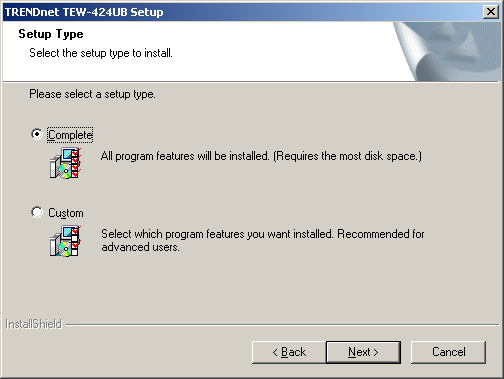 TRENDnet TEW-424UB Setup
Setup Type
Select the setup type to install.
Please select a setup type.
Complete
All program features will be installed. (Requires the most disk space.)
Custom
Select which program features you want installed. Recommended for
advanced users.
InstallShield
< Back
Next >
Cancel